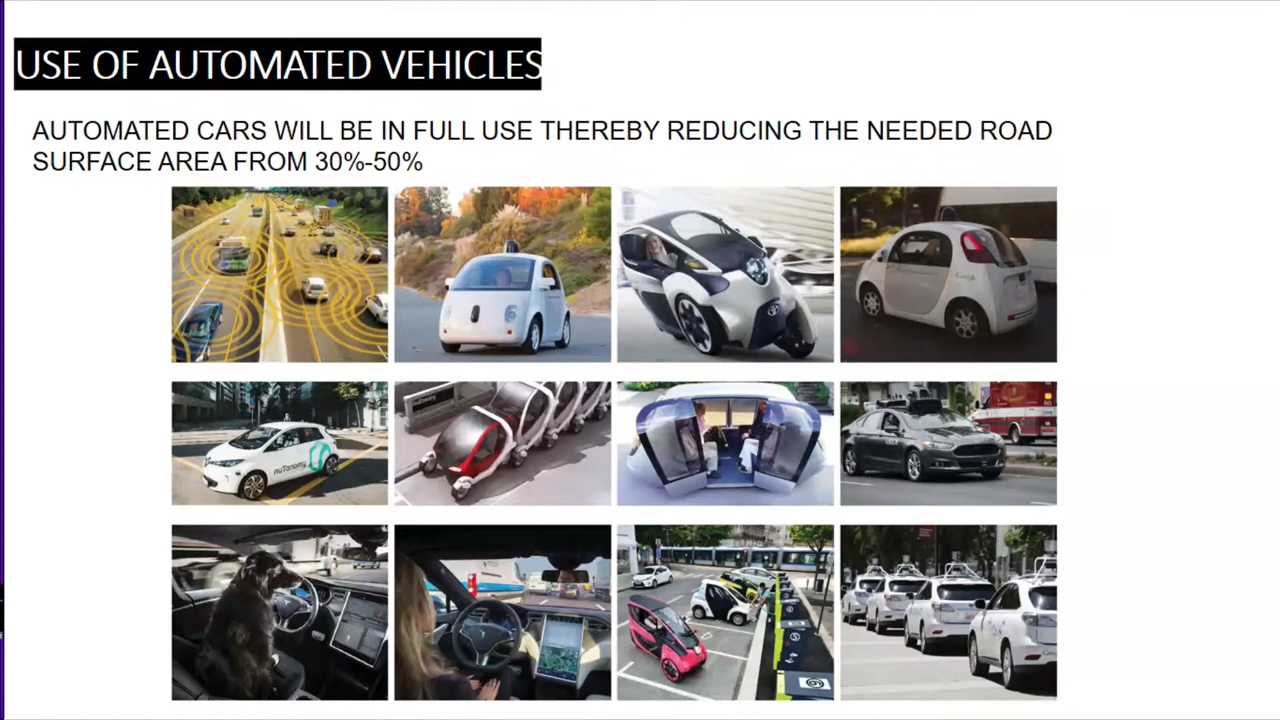 USE OF AUTOMATED VEHICLES
AUTOMATED CARS WILL BE IN FULL USE THEREBY REDUCING THE NEEDED ROAD
SURFACE AREA FROM 30%-50%
Google
nuTonomy